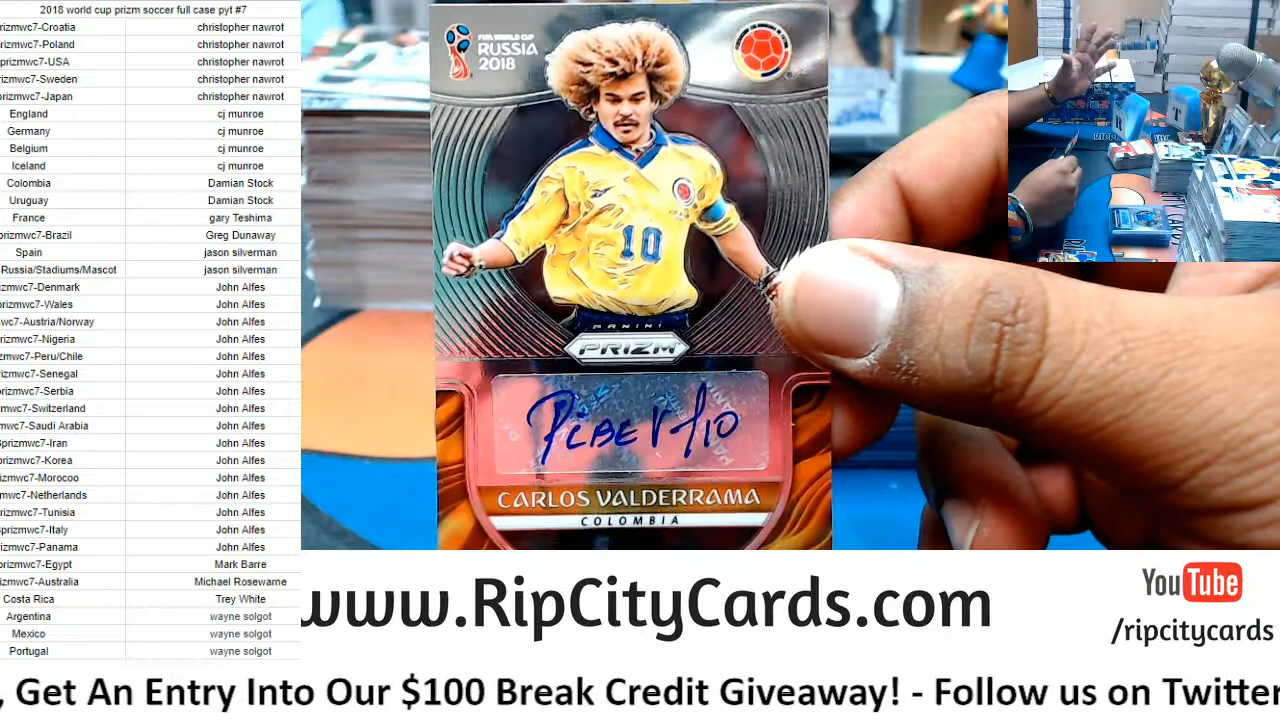 2018 world cup prizm soccer full case pyt #7
rizmwc7-Croatia christopher nawrot
prizmwc7-Poland christopher nawrot
prizmwc7-USA christopher nawrot
prizmwc7-Sweden christopher nawrot
prizmwc7-Japan christopher nawrot
England cj munroe
Germany cj munroe
Belgium cj munroe
Iceland cj munroe
Colombia Damian Stock
Uruguay Damian Stock
France gary Teshima
prizmwc7-Brazil Greg Dunaway
Spain jason silverman
Russia/Stadiums/Mascot jason silverman
rizmwc7-Denmark John Alfes
prizmwc7-Wales John Alfes
wc7-Austria/Norway John Alfes
izmwc7-Nigeria John Alfes
zmwc7-Peru/Chile John Alfes
izmwc7-Senegal John Alfes
rizmwc7-Serbia John Alfes
mwc7-Switzerland John Alfes
mwc7-Saudi Arabia John Alfes
8prizmwc7-Iran John Alfes
prizmwc7-Korea John Alfes
izmwc7-Morocoo John Alfes
mwc7-Netherlands John Alfes
rizmwc7-Tunisia John Alfes
8prizmwc7-Italy John Alfes
izmwc7-Panama John Alfes
prizmwc7-Egypt Mark Barre
izmwc7-Australia Michael Rosewarne
Costa Rica Trey White
Argentina wayne solgot
Mexico wayne solgot
Portugal wayne solgot
FIFA WORLD CUP
RUSSIA
2018
10
PANINI
PRIZM
PIBE V/10
CARLOS VALDERRAMA
COLOMBIA
www.RipCityCards.com
YouTube
/ripcitycards
, Get An Entry Into Our $100 Break Credit Giveaway! - Follow us on Twitter